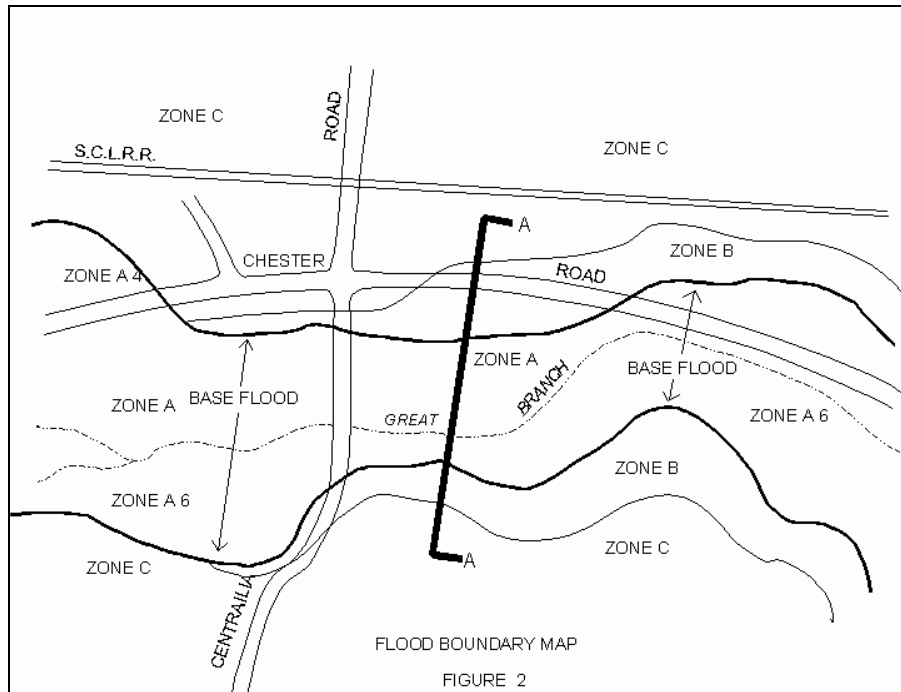 ZONE C
ROAD
ZONE C
S.C.L.R.R.
A
ZONE B
CHESTER
ZONE A 4
ROAD
ZONE A
BASE FLOOD
BRANCH
BASE FLOOD
ZONE A
GREAT
ZONE A 6
ZONE B
ZONE A 6
ZONE C
ZONE C
A
CENTRAILIA
FLOOD BOUNDARY MAP
FIGURE 2